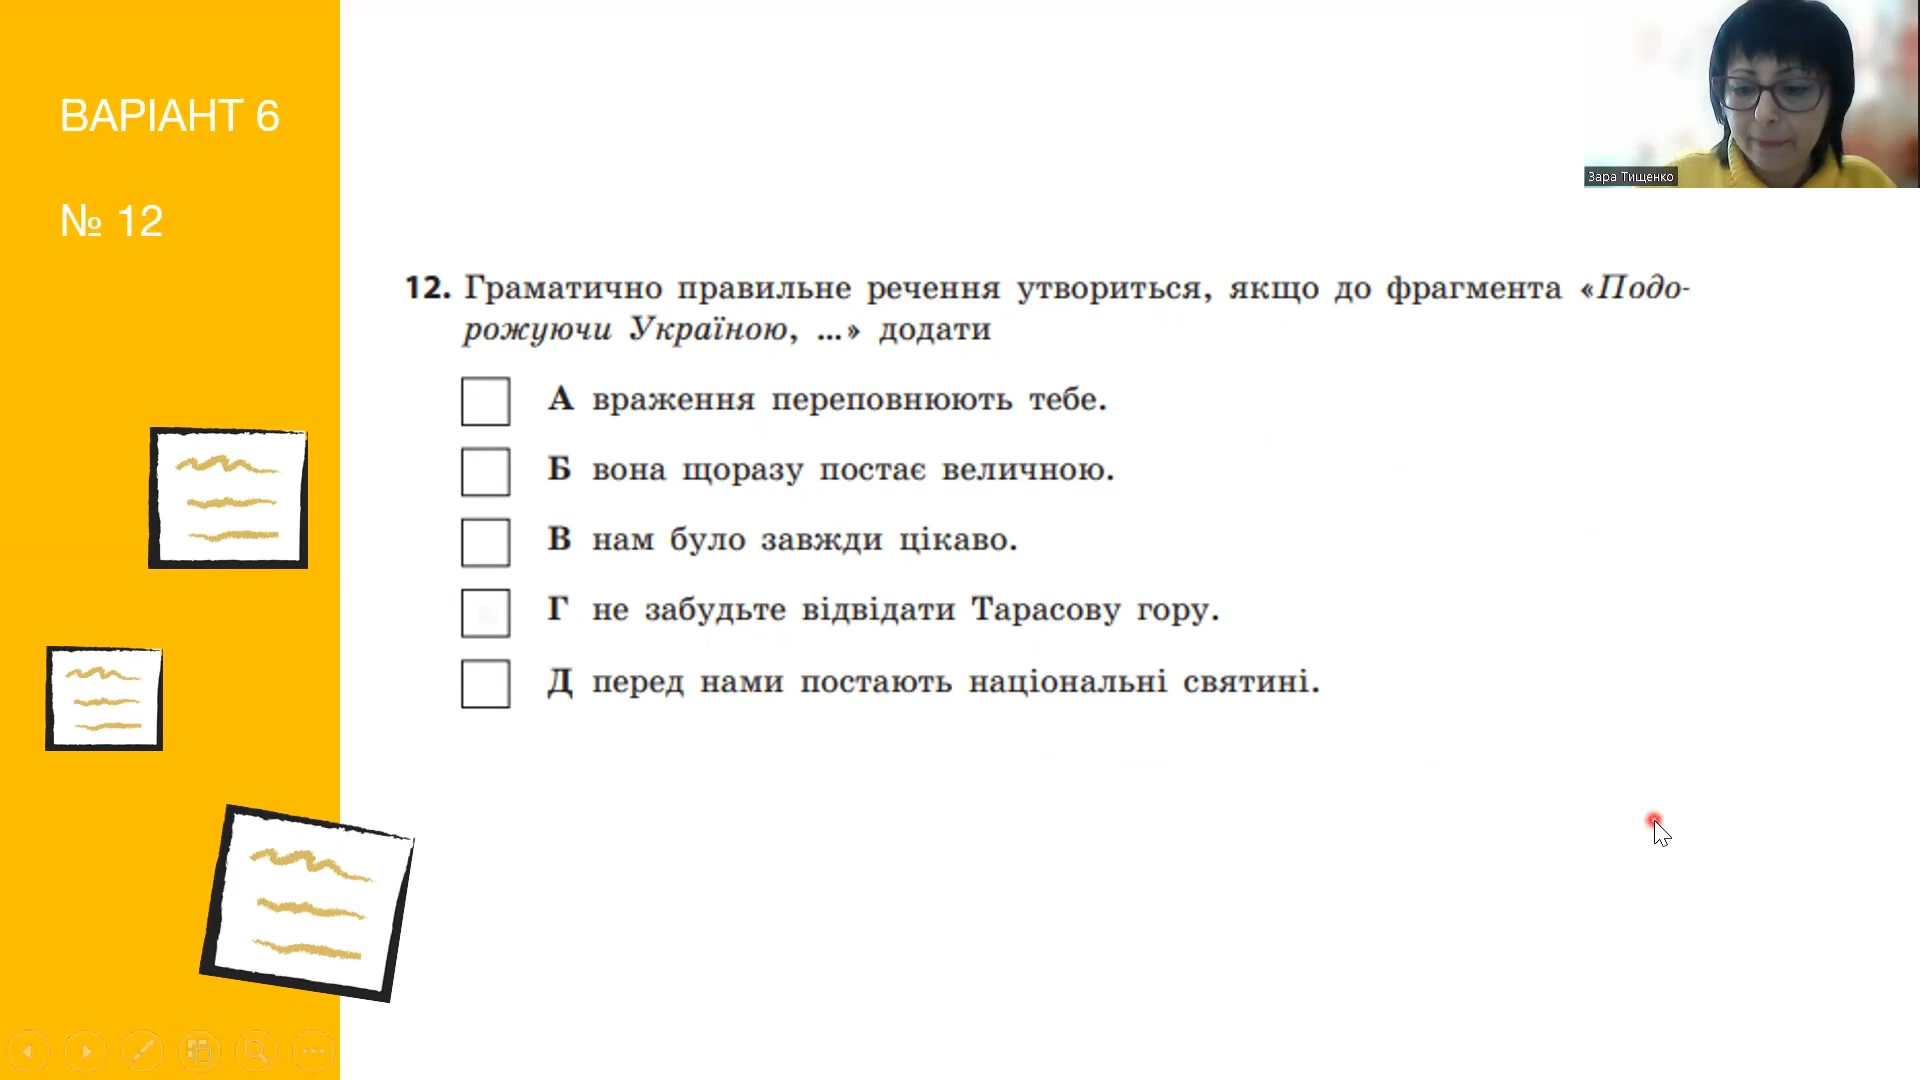 ВАРІАНТ 6
№ 12
Зара Тищенко
12. Граматично правильне речення утвориться, якщо до фрагмента «Подо-
рожуючи Україною, ...» додати
А враження переповнюють тебе.
Б вона щоразу постає величною.
В нам було завжди цікаво.
Г не забудьте відвідати Тарасову гору.
Д перед нами постають національні святині.